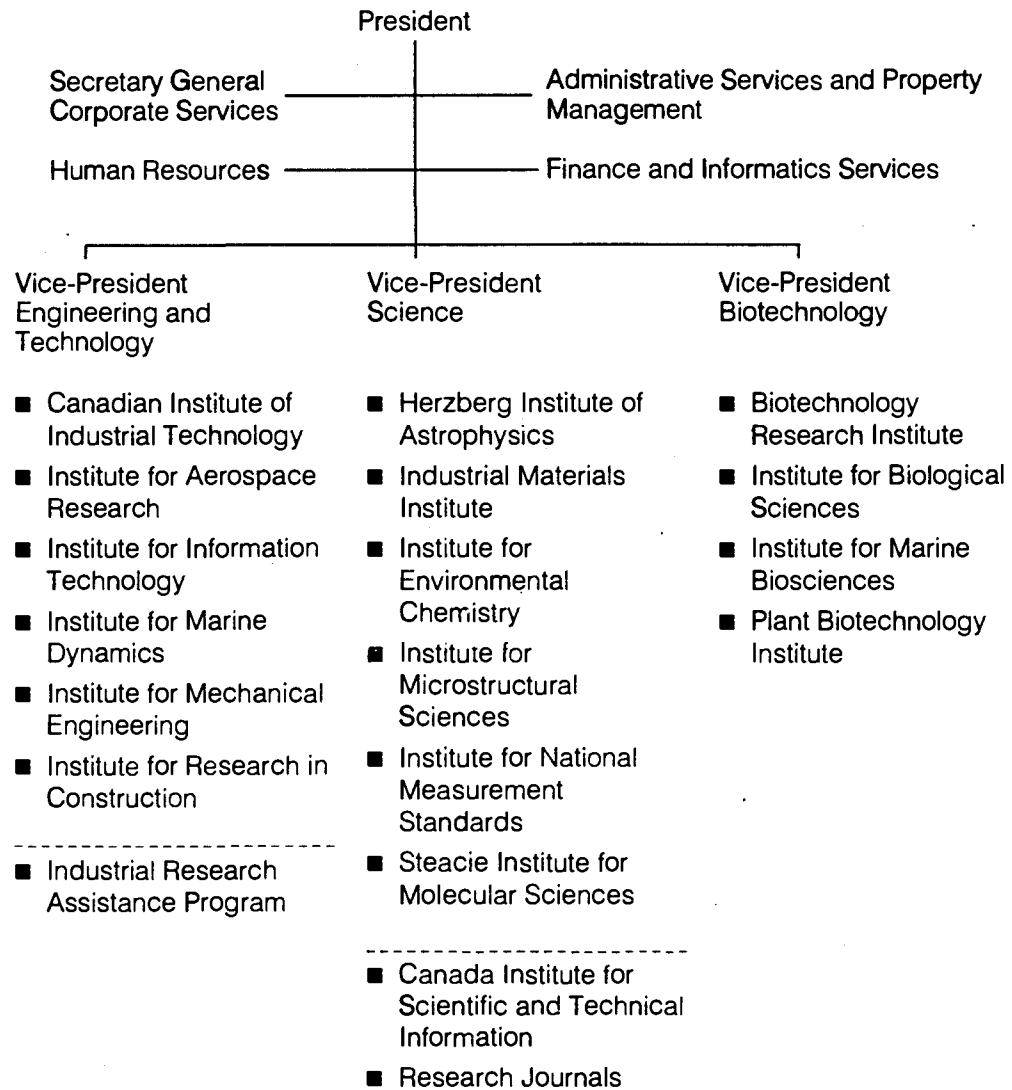 President
Secretary General
Corporate Services
Administrative Services and Property
Management
Human Resources
Finance and Informatics Services
Vice-President
Engineering and
Technology
■ Canadian Institute of
Industrial Technology
■ Institute for Aerospace
Research
■ Institute for Information
Technology
■ Institute for Marine
Dynamics
■ Institute for Mechanical
Engineering
■ Institute for Research in
Construction
■ Industrial Research
Assistance Program
Vice-President
Science
■ Herzberg Institute of
Astrophysics
■ Industrial Materials
Institute
■ Institute for
Environmental
Chemistry
■ Institute for
Microstructural
Sciences
■ Institute for National
Measurement
Standards
■ Steacie Institute for
Molecular Sciences
■ Canada Institute for
Scientific and Technical
Information
■ Research Journals
Vice-President
Biotechnology
■ Biotechnology
Research Institute
■ Institute for Biological
Sciences
■ Institute for Marine
Biosciences
■ Plant Biotechnology
Institute